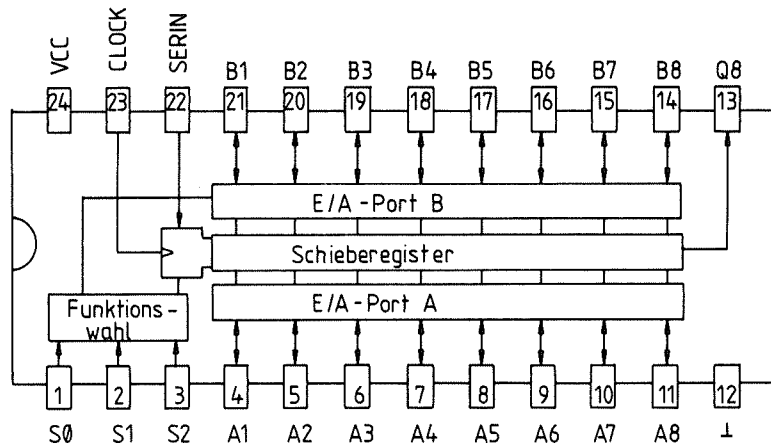 VCC CLOCK SERIN B1 B2 B3 B4 B5 B6 B7 B8 Q8
24 23 22 21 20 19 18 17 16 15 14 13
E/A-Port B
Schieberegister
E/A-Port A
Funktions-
wahl
1 2 3 4 5 6 7 8 9 10 11 12
S0 S1 S2 A1 A2 A3 A4 A5 A6 A7 A8 ⊥